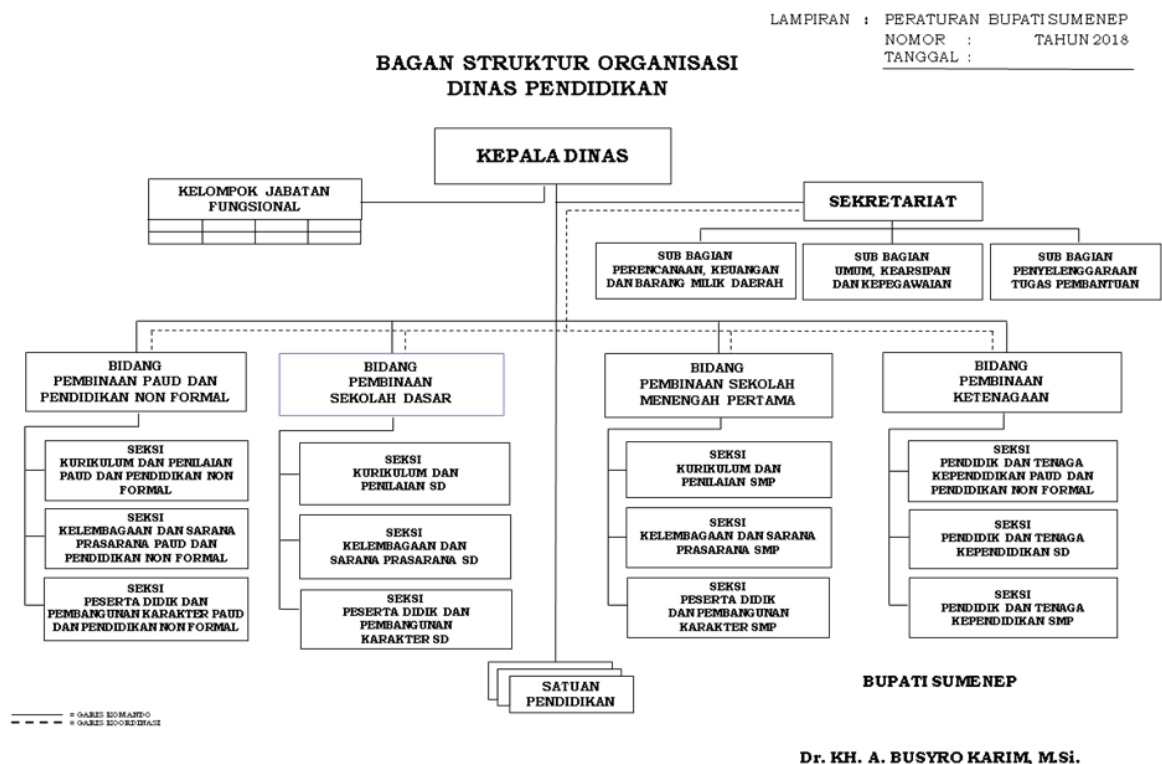 LAMPIRAN : PERATURAN BUPATI SUMENEP
NOMOR : TAHUN 2018
TANGGAL :
BAGAN STRUKTUR ORGANISASI
DINAS PENDIDIKAN
KEPALA DINAS
KELOMPOK JABATAN
FUNGSIONAL
SEKRETARIAT
SUB BAGIAN
PERENCANAAN, KEUANGAN
DAN BARANG MILIK DAERAH
SUB BAGIAN
UMUM, KEARSIPAN
DAN KEPEGAWAIAN
SUB BAGIAN
PENYELENGGARAAN
TUGAS PEMBANTUAN
BIDANG
PEMBINAAN PAUD DAN
PENDIDIKAN NON FORMAL
BIDANG
PEMBINAAN
SEKOLAH DASAR
BIDANG
PEMBINAAN SEKOLAH
MENENGAH PERTAMA
BIDANG
PEMBINAAN
KETENAGAAN
SEKSI
KURIKULUM DAN PENILAIAN
PAUD DAN PENDIDIKAN NON
FORMAL
SEKSI
KELEMBAGAAN DAN SARANA
PRASARANA PAUD DAN
PENDIDIKAN NON FORMAL
SEKSI
PESERTA DIDIK DAN
PEMBANGUNAN KARAKTER PAUD
DAN PENDIDIKAN NON FORMAL
SEKSI
KURIKULUM DAN
PENILAIAN SD
SEKSI
KELEMBAGAAN DAN
SARANA PRASARANA SD
SEKSI
PESERTA DIDIK DAN
PEMBANGUNAN
KARAKTER SD
SEKSI
KURIKULUM DAN
PENILAIAN SMP
SEKSI
KELEMBAGAAN DAN SARANA
PRASARANA SMP
SEKSI
PESERTA DIDIK
DAN PEMBANGUNAN
KARAKTER SMP
SEKSI
PENDIDIK DAN TENAGA
KEPENDIDIKAN PAUD DAN
PENDIDIKAN NON FORMAL
SEKSI
PENDIDIK DAN TENAGA
KEPENDIDIKAN SD
SEKSI
PENDIDIK DAN TENAGA
KEPENDIDIKAN SMP
SATUAN
PENDIDIKAN
BUPATI SUMENEP
= GARIS KOMANDO
= GARIS KOORDINASI
Dr. KH. A. BUSYRO KARIM, M.Si.